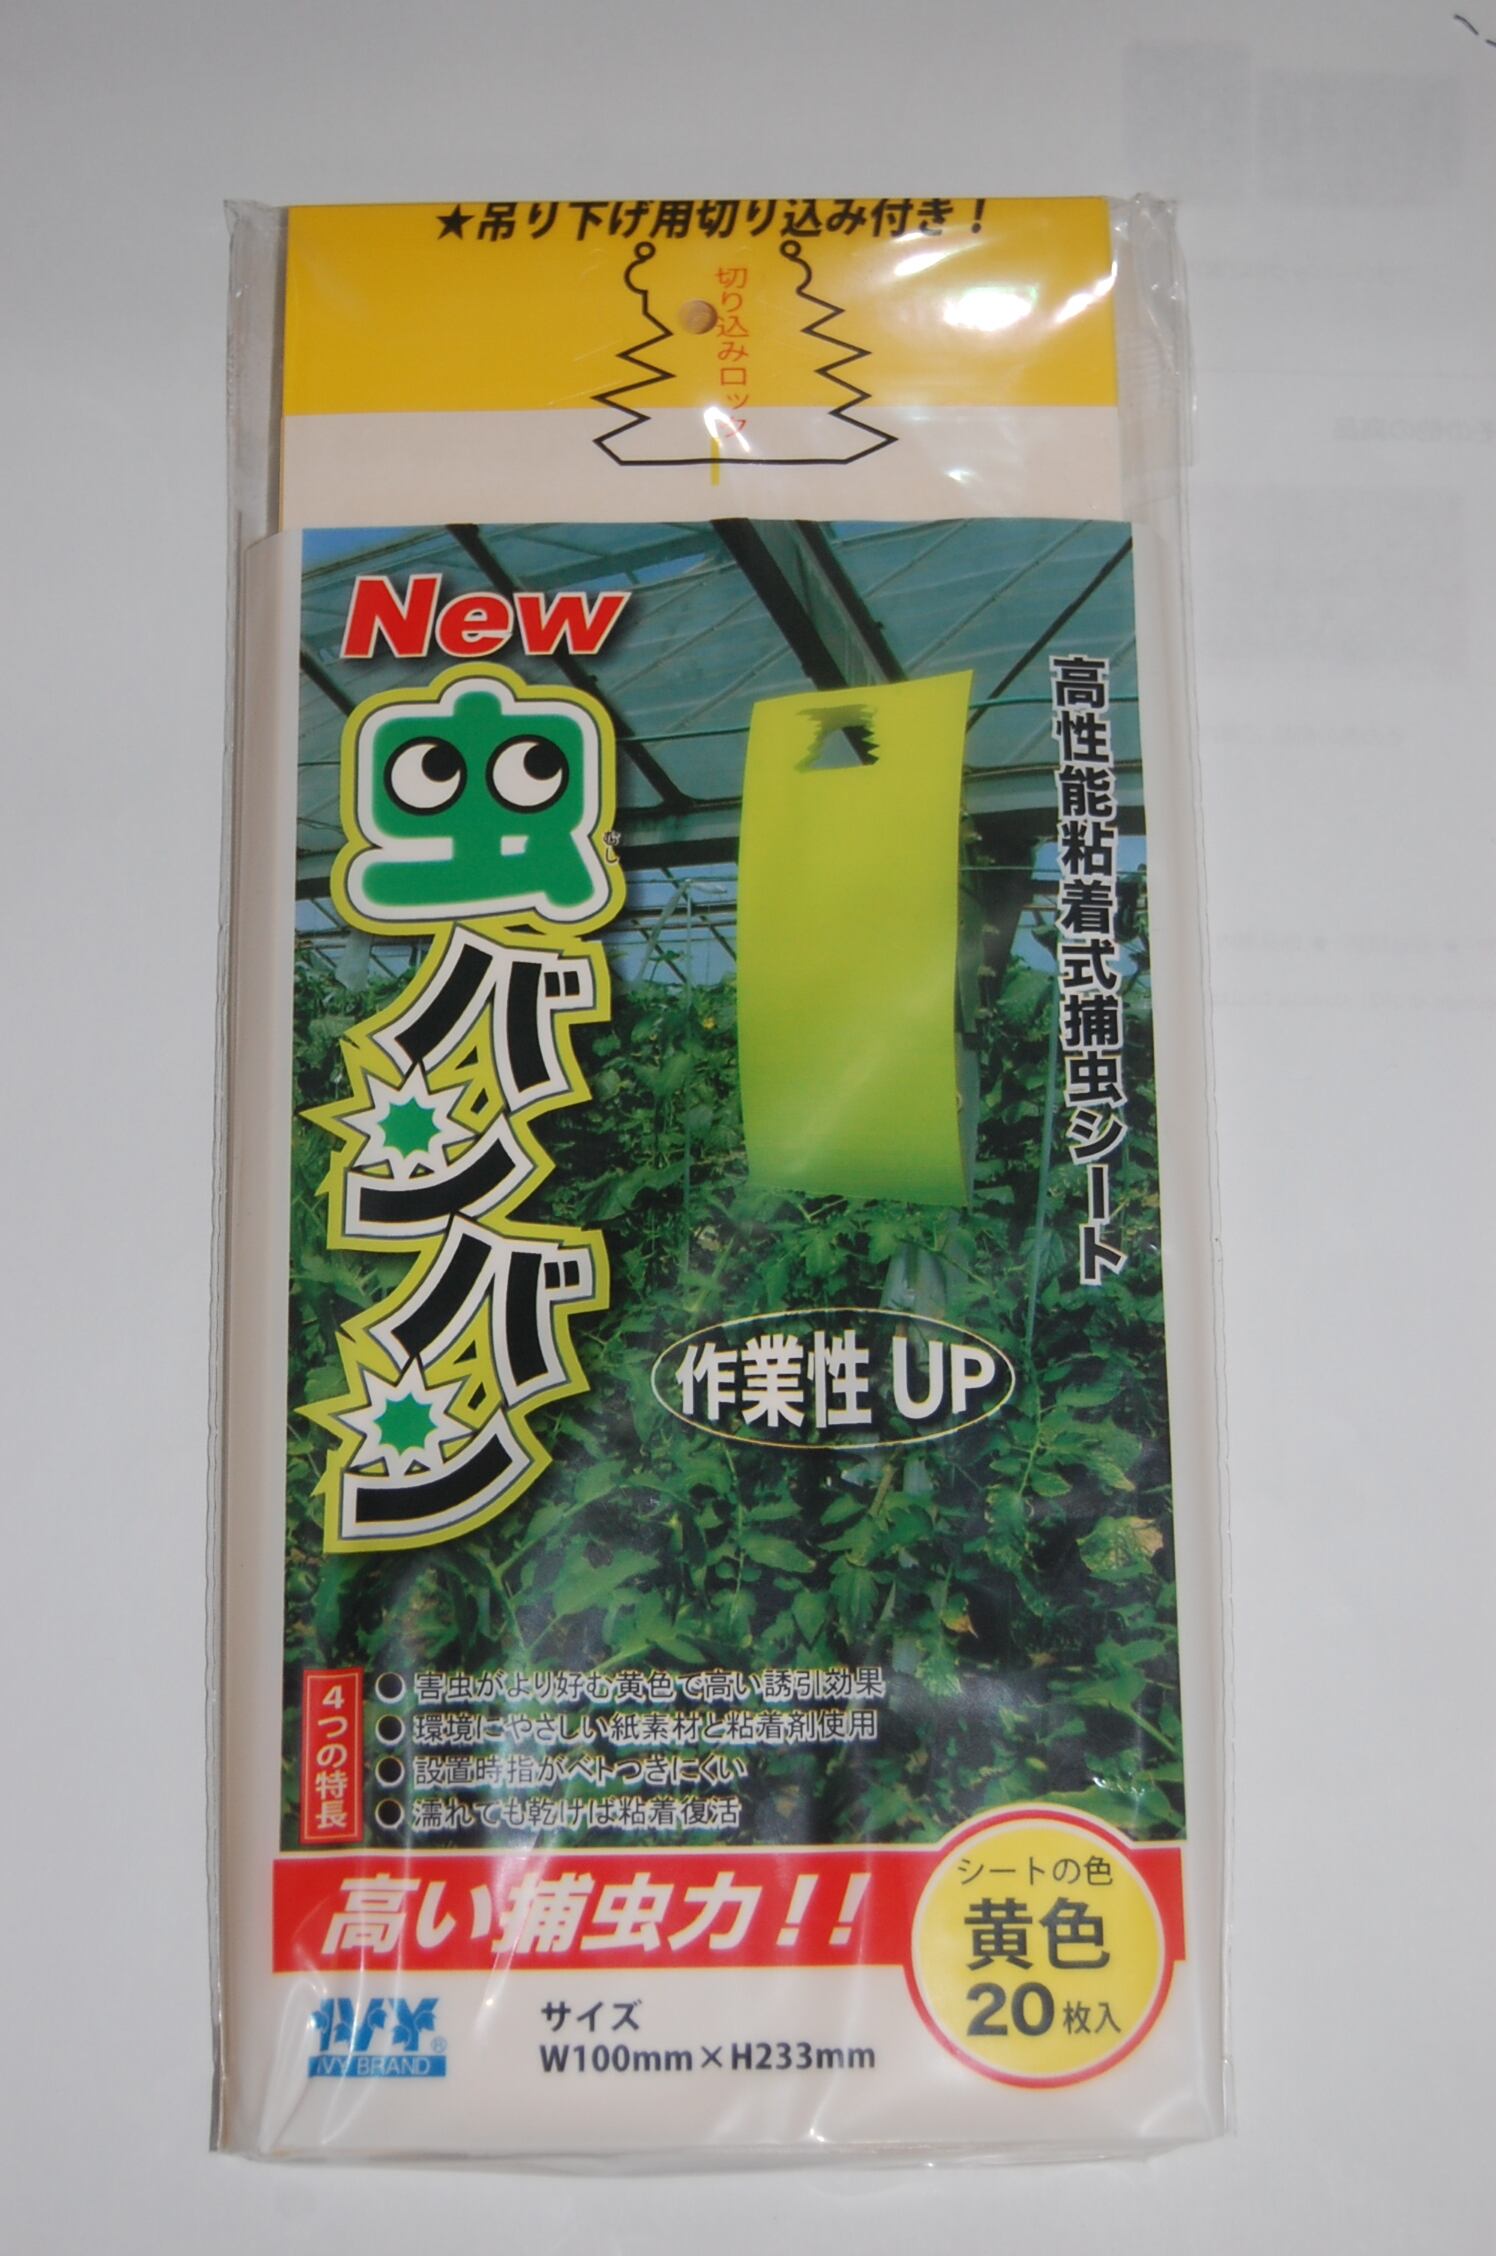 ★吊り下げ用切り込み付き！
切り込みロック
New
虫バンバン
むし
高性能粘着式捕虫シート
作業性 UP
4つの特長
● 害虫がより好む黄色で高い誘引効果
● 環境にやさしい紙素材と粘着剤使用
● 設置時指がベトつきにくい
● 濡れても乾けば粘着復活
高い捕虫力！！
シートの色
黄色
20枚入
IVY®
IVY BRAND
サイズ
W100mm×H233mm